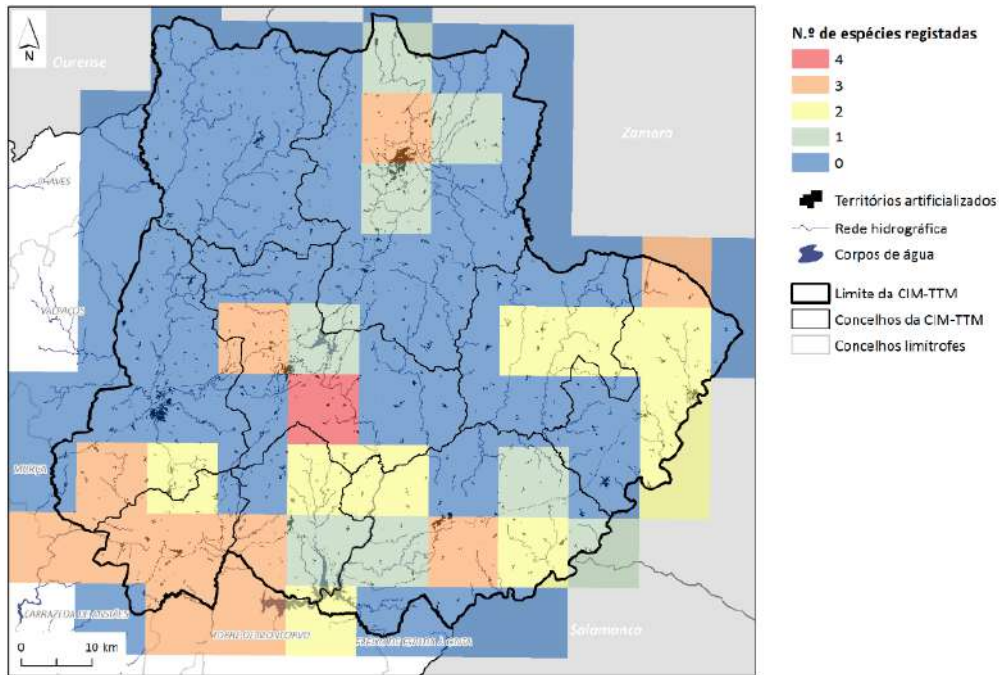 N
Ourense
Zamora
CHAVES
VALPAÇOS
MURÇA
CARRAZEDA DE ANSIÃES
TORRE DE MONCORVO
FREIXO DE ESPADA À CINTA
Salamanca
0 10 km
N.º de espécies registadas
4
3
2
1
0
Territórios artificializados
Rede hidrográfica
Corpos de água
Limite da CIM-TTM
Concelhos da CIM-TTM
Concelhos limítrofes